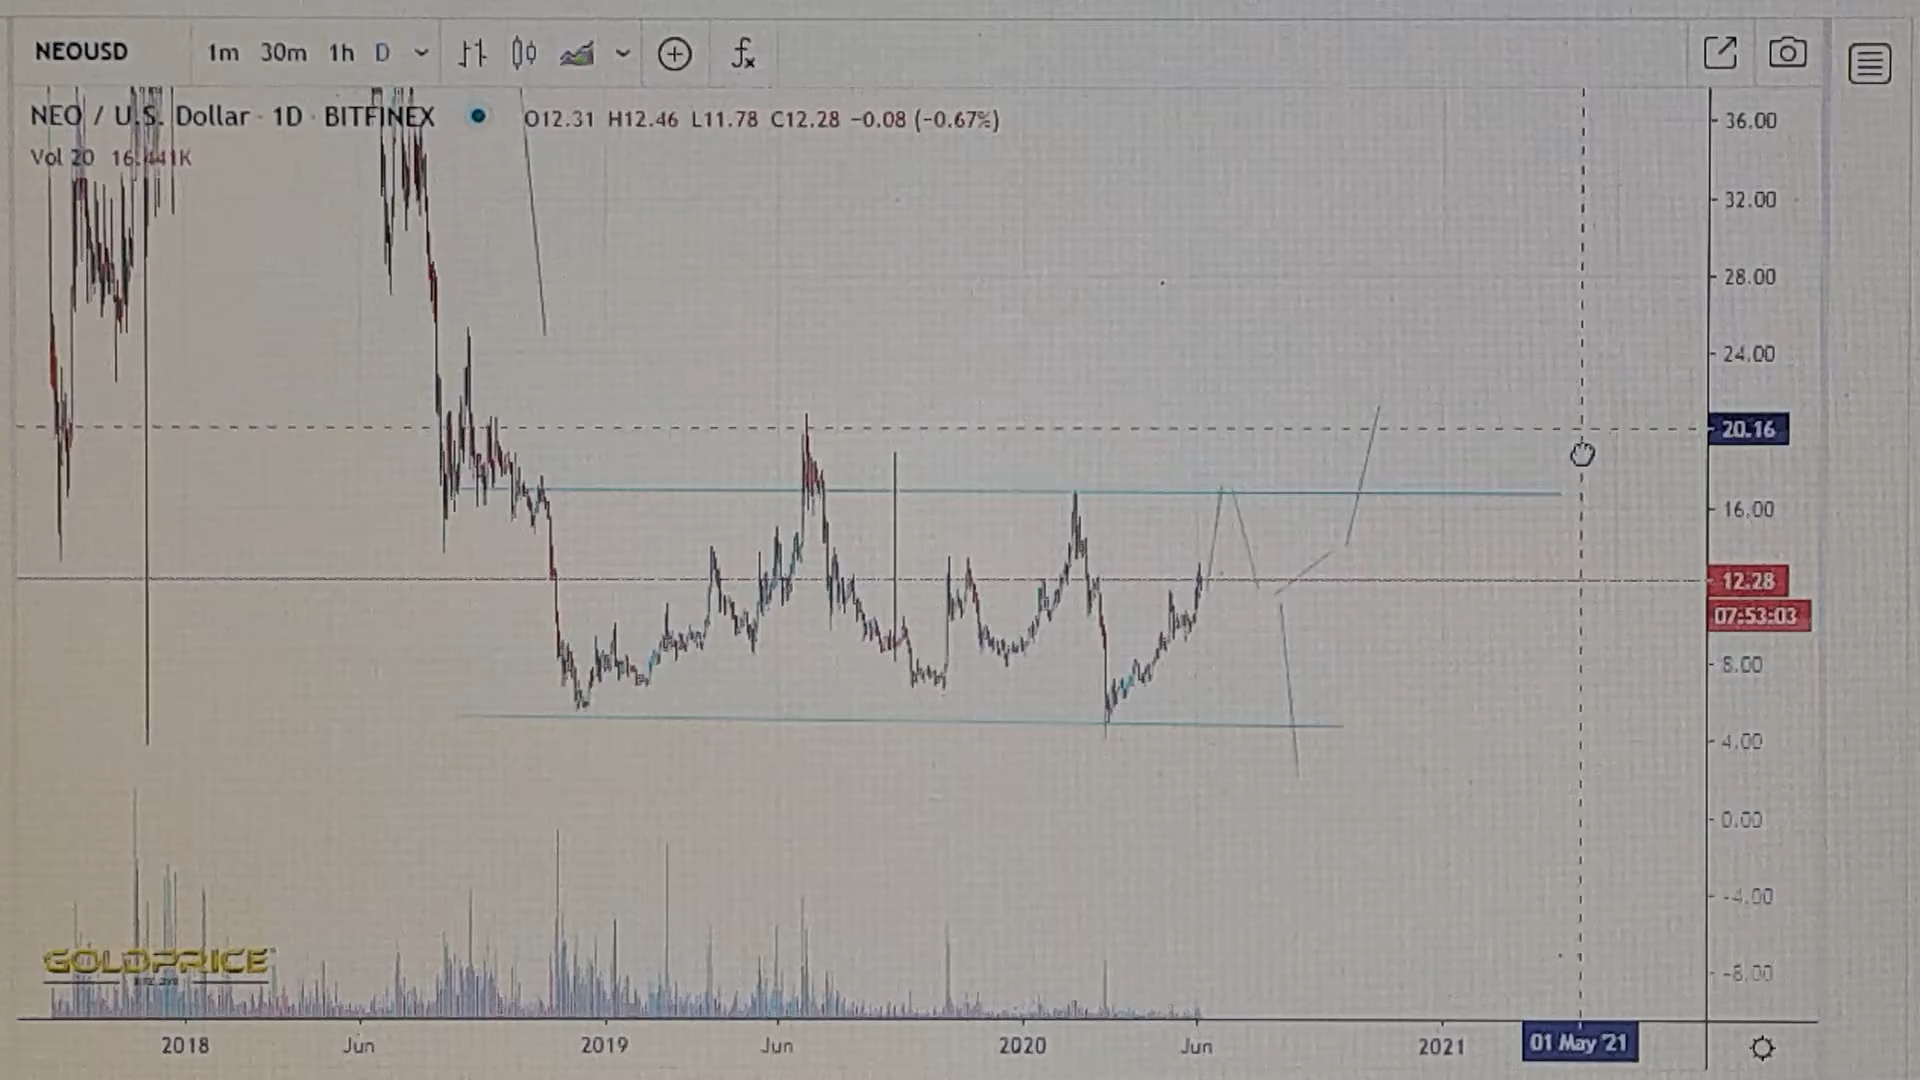 NEOUSD 1m 30m 1h D fx
NEO / U.S. Dollar · 1D · BITFINEX O12.31 H12.46 L11.78 C12.28 −0.08 (−0.67%)
Vol 20 16.441K
36.00
32.00
28.00
24.00
20.16
16.00
12.28
07:53:03
8.00
4.00
0.00
-4.00
-8.00
GOLDPRICE
2018 Jun 2019 Jun 2020 Jun 2021 01 May '21